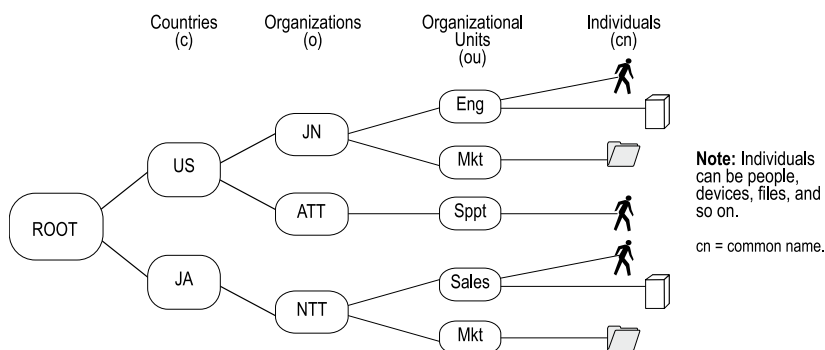 Countries
(c)
Organizations
(o)
Organizational
Units
(ou)
Individuals
(cn)
ROOT
US
JA
JN
ATT
NTT
Eng
Mkt
Sppt
Sales
Mkt
Note: Individuals
can be people,
devices, files, and
so on.
cn = common name.